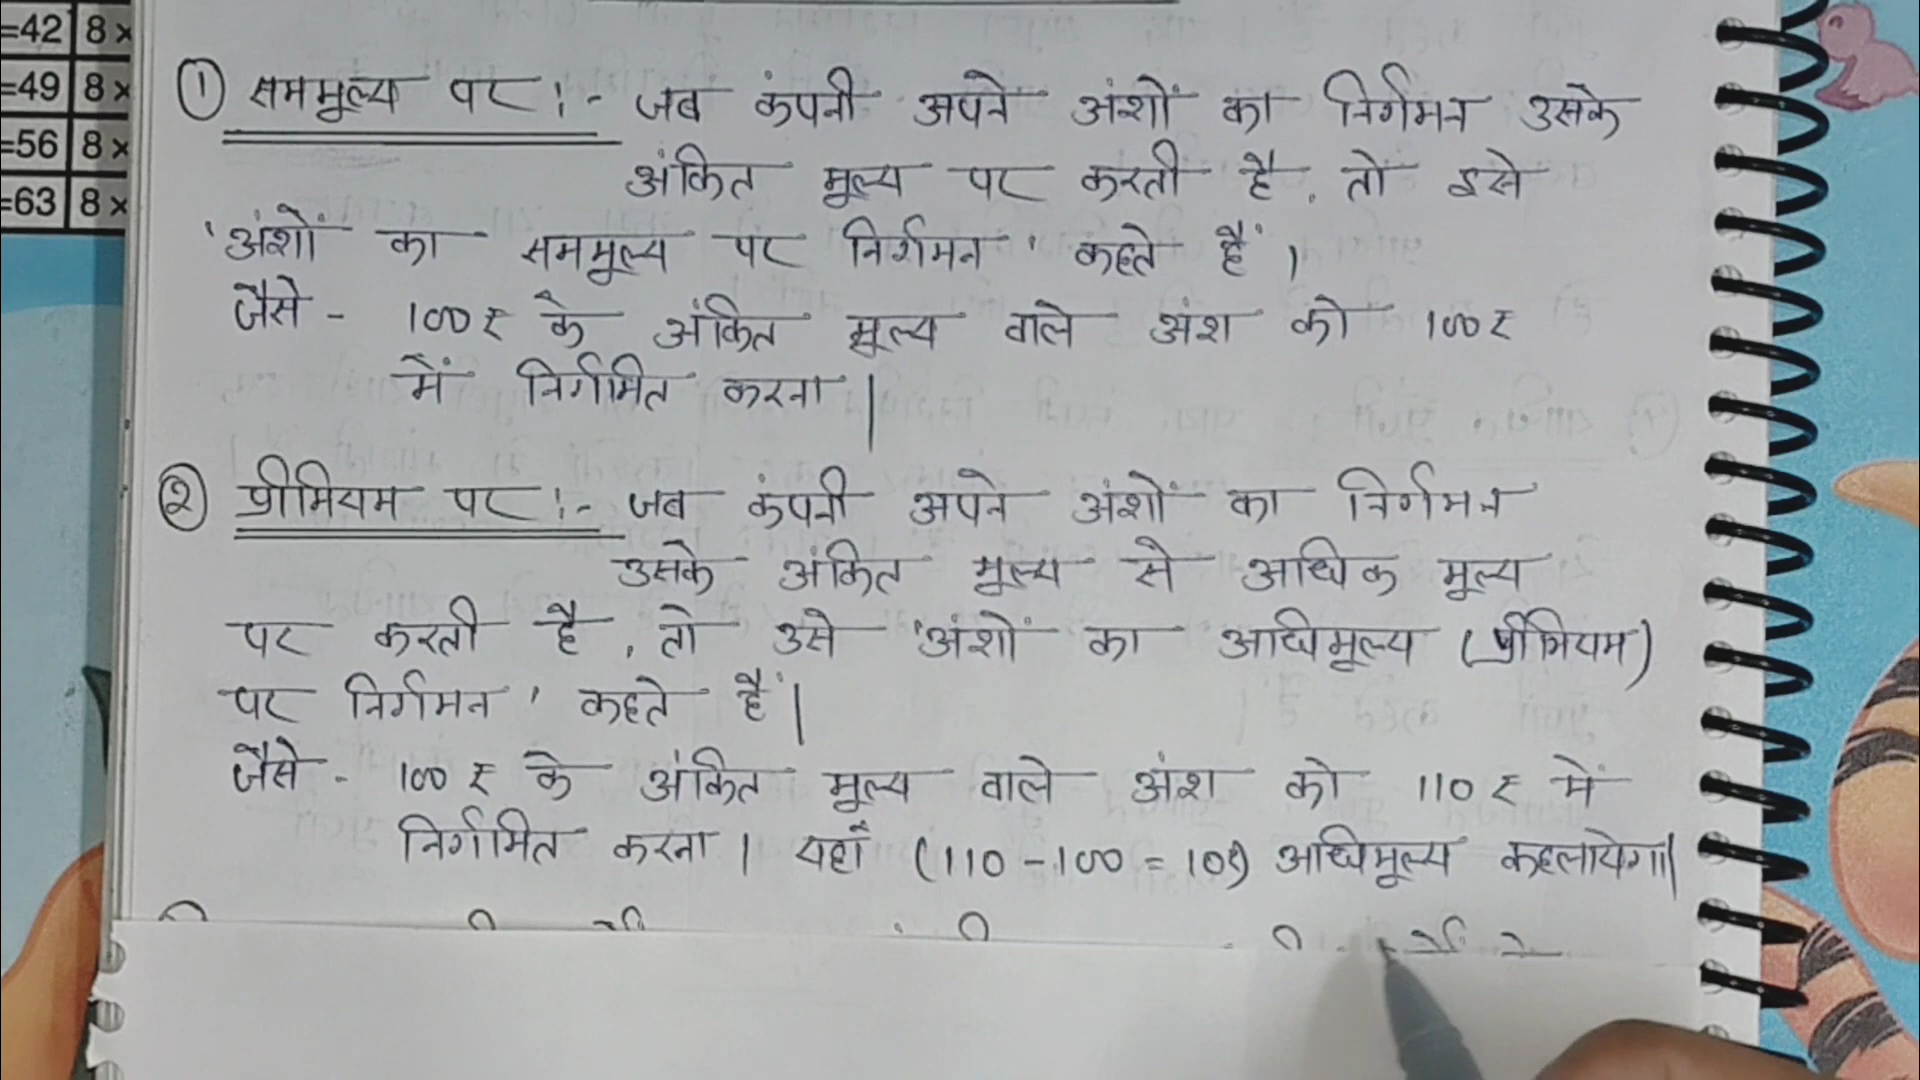 =42 8×
=49 8×
=56 8×
=63 8×
① सममूल्य पर :- जब कंपनी अपने अंशों का निर्गमन उसके
अंकित मूल्य पर करती है, तो इसे
'अंशों का सममूल्य पर निर्गमन' कहते हैं।
जैसे - 100₹ के अंकित मूल्य वाले अंश को 100₹
में निर्गमित करना।
② प्रीमियम पर :- जब कंपनी अपने अंशों का निर्गमन
उसके अंकित मूल्य से अधिक मूल्य
पर करती है, तो उसे 'अंशों का अधिमूल्य (प्रीमियम)
पर निर्गमन' कहते हैं।
जैसे - 100₹ के अंकित मूल्य वाले अंश को 110₹ में
निर्गमित करना। यहाँ (110-100=10₹) अधिमूल्य कहलायेगा।